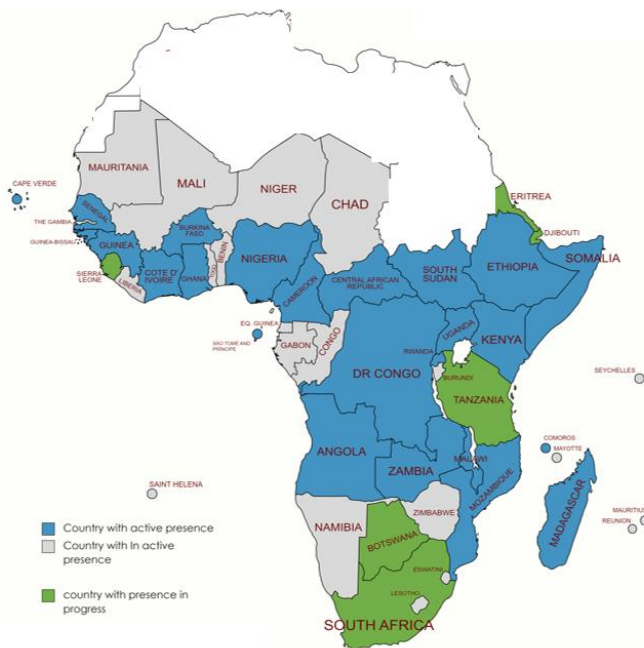 MAURITANIA
MALI
NIGER
CHAD
ERITREA
CAPE VERDE
SENEGAL
THE GAMBIA
GUINEA-BISSAU
GUINEA
BURKINA
FASO
DJIBOUTI
SIERRA
LEONE
LIBERIA
COTE D'
IVOIRE
GHANA
TOGO
BENIN
NIGERIA
CAMEROON
CENTRAL AFRICAN
REPUBLIC
SOUTH
SUDAN
ETHIOPIA
SOMALIA
EQ. GUINEA
SÃO TOMÉ AND
PRÍNCIPE
GABON
CONGO
DR CONGO
UGANDA
KENYA
RWANDA
BURUNDI
TANZANIA
SEYCHELLES
COMOROS
MAYOTTE
ANGOLA
ZAMBIA
MALAWI
MOZAMBIQUE
MADAGASCAR
SAINT HELENA
NAMIBIA
ZIMBABWE
BOTSWANA
MAURITIUS
REUNION
ESWATINI
LESOTHO
SOUTH AFRICA
Country with active presence
Country with In active
presence
country with presence in
progress